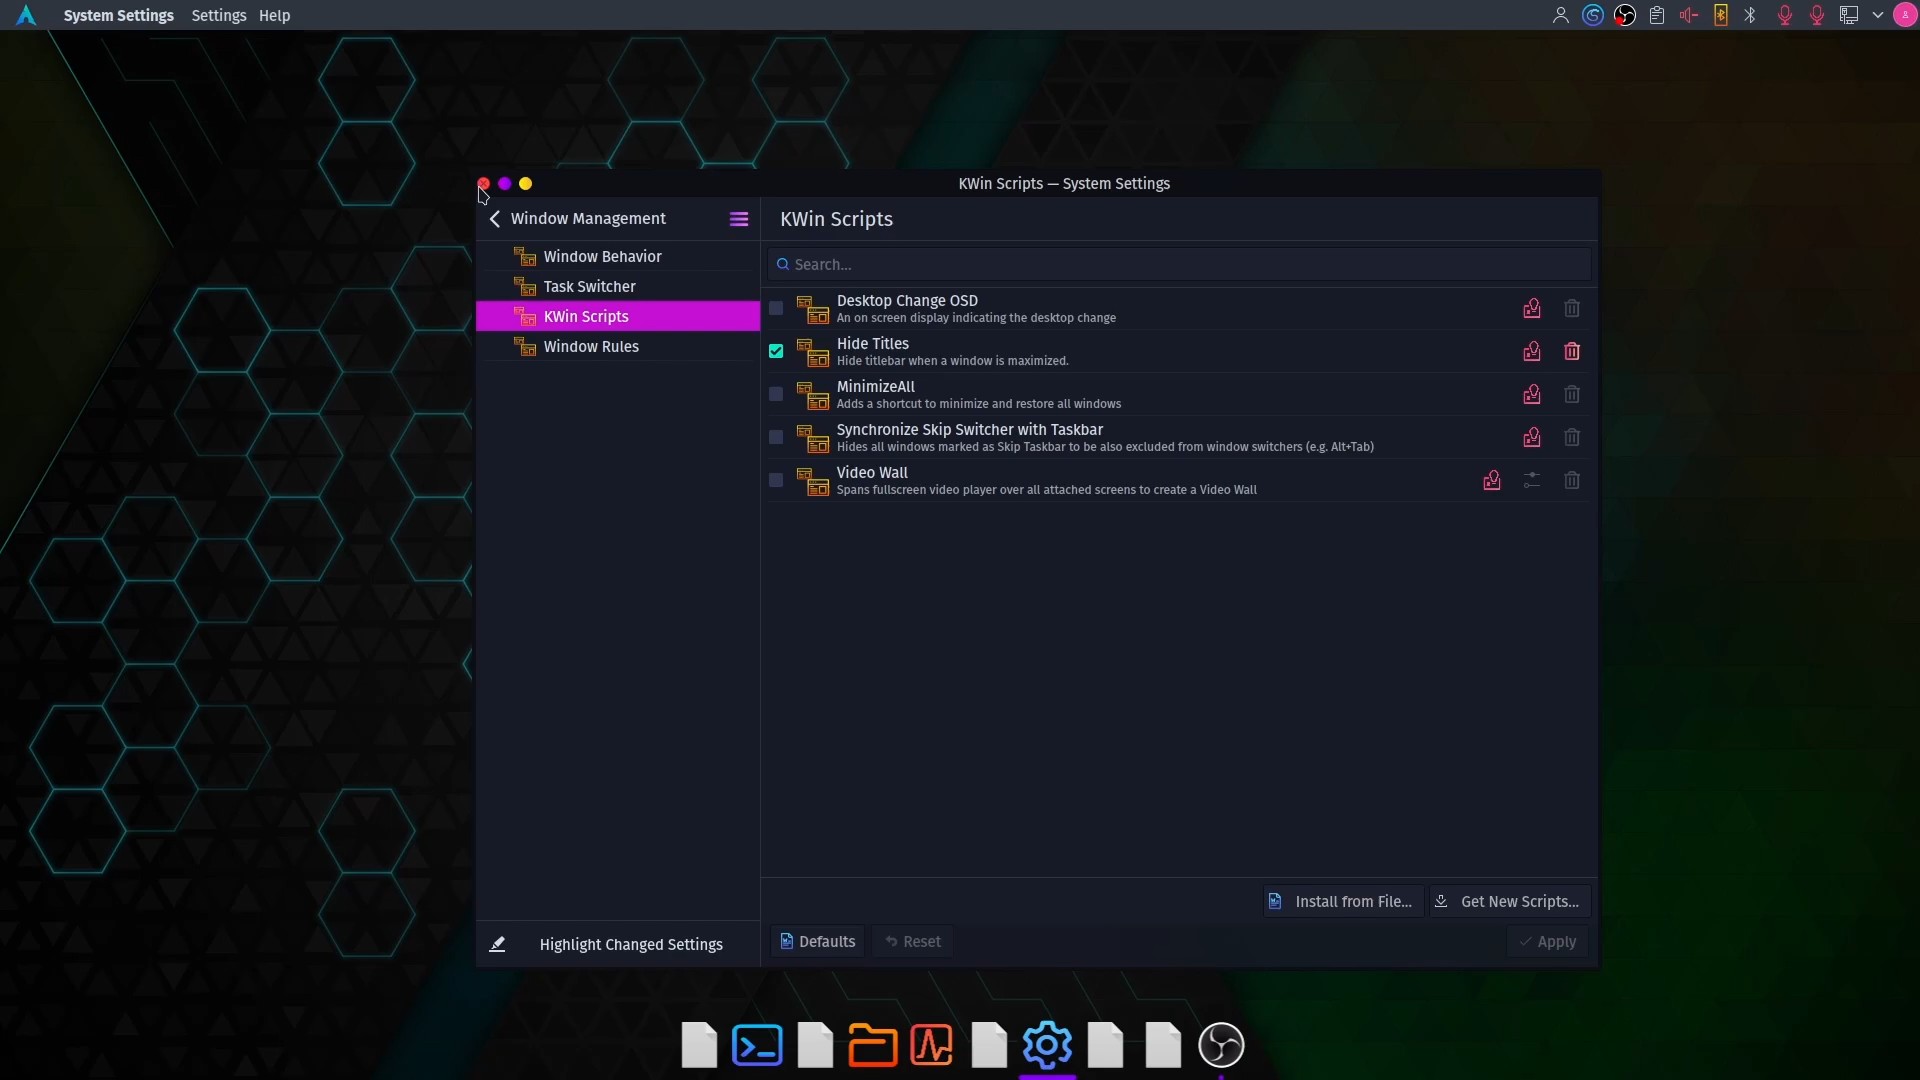 System Settings Settings Help
KWin Scripts — System Settings
Window Management
KWin Scripts
Window Behavior
Task Switcher
KWin Scripts
Window Rules
Search...
Desktop Change OSD
An on screen display indicating the desktop change
Hide Titles
Hide titlebar when a window is maximized.
MinimizeAll
Adds a shortcut to minimize and restore all windows
Synchronize Skip Switcher with Taskbar
Hides all windows marked as Skip Taskbar to be also excluded from window switchers (e.g. Alt+Tab)
Video Wall
Spans fullscreen video player over all attached screens to create a Video Wall
Install from File... Get New Scripts...
Highlight Changed Settings
Defaults Reset Apply